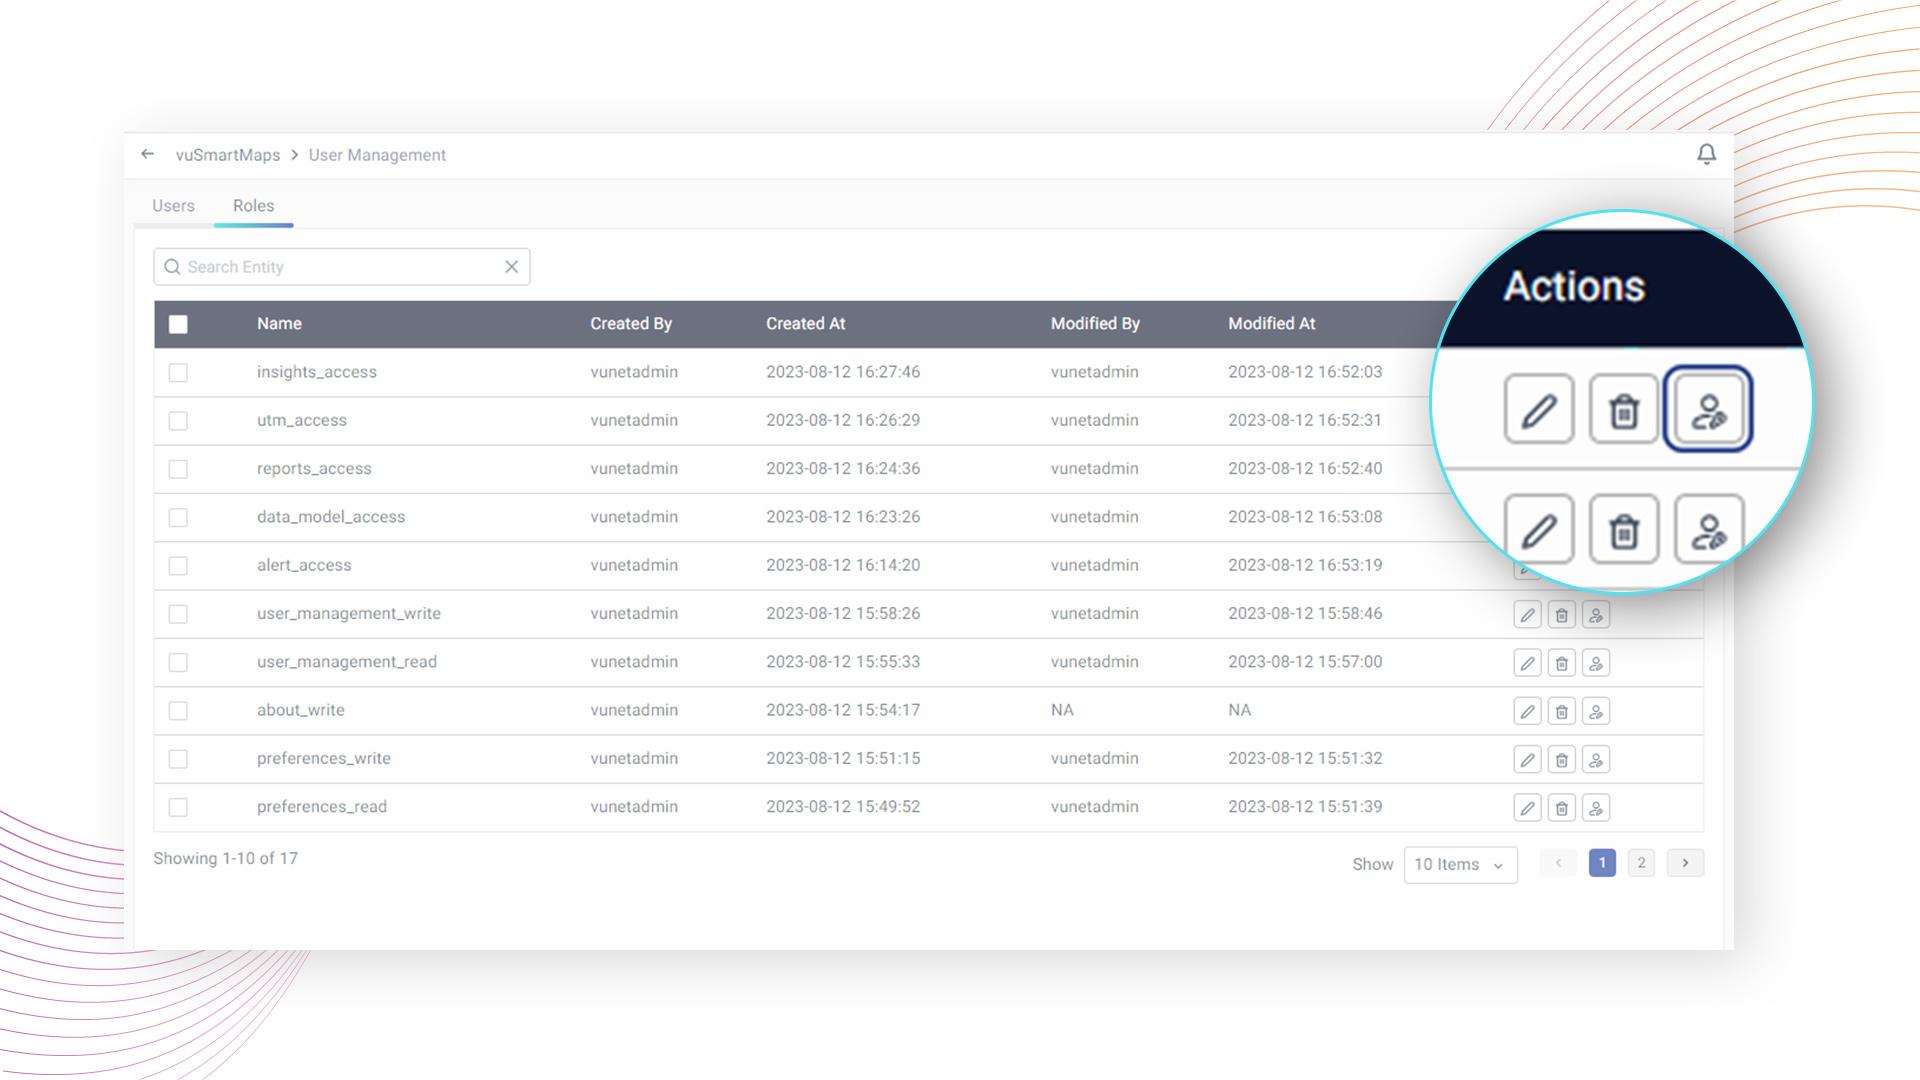 vuSmartMaps > User Management
Users Roles
Search Entity
Name Created By Created At Modified By Modified At Actions
insights_access vunetadmin 2023-08-12 16:27:46 vunetadmin 2023-08-12 16:52:03
utm_access vunetadmin 2023-08-12 16:26:29 vunetadmin 2023-08-12 16:52:31
reports_access vunetadmin 2023-08-12 16:24:36 vunetadmin 2023-08-12 16:52:40
data_model_access vunetadmin 2023-08-12 16:23:26 vunetadmin 2023-08-12 16:53:08
alert_access vunetadmin 2023-08-12 16:14:20 vunetadmin 2023-08-12 16:53:19
user_management_write vunetadmin 2023-08-12 15:58:26 vunetadmin 2023-08-12 15:58:46
user_management_read vunetadmin 2023-08-12 15:55:33 vunetadmin 2023-08-12 15:57:00
about_write vunetadmin 2023-08-12 15:54:17 NA NA
preferences_write vunetadmin 2023-08-12 15:51:15 vunetadmin 2023-08-12 15:51:32
preferences_read vunetadmin 2023-08-12 15:49:52 vunetadmin 2023-08-12 15:51:39
Showing 1-10 of 17 Show 10 Items < 1 2 >